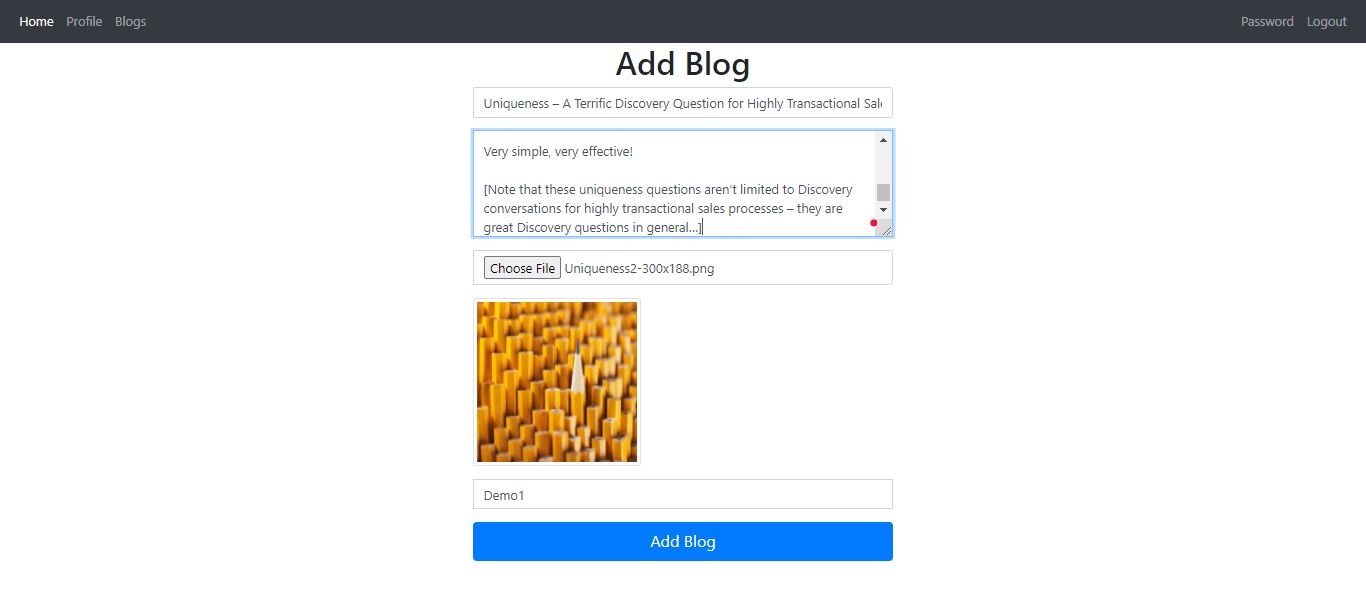 Home Profile Blogs Password Logout
Add Blog
Uniqueness – A Terrific Discovery Question for Highly Transactional
Very simple, very effective!
[Note that these uniqueness questions aren't limited to Discovery
conversations for highly transactional sales processes – they are
great Discovery questions in general...]
Choose File Uniqueness2-300x188.png
Demo1
Add Blog